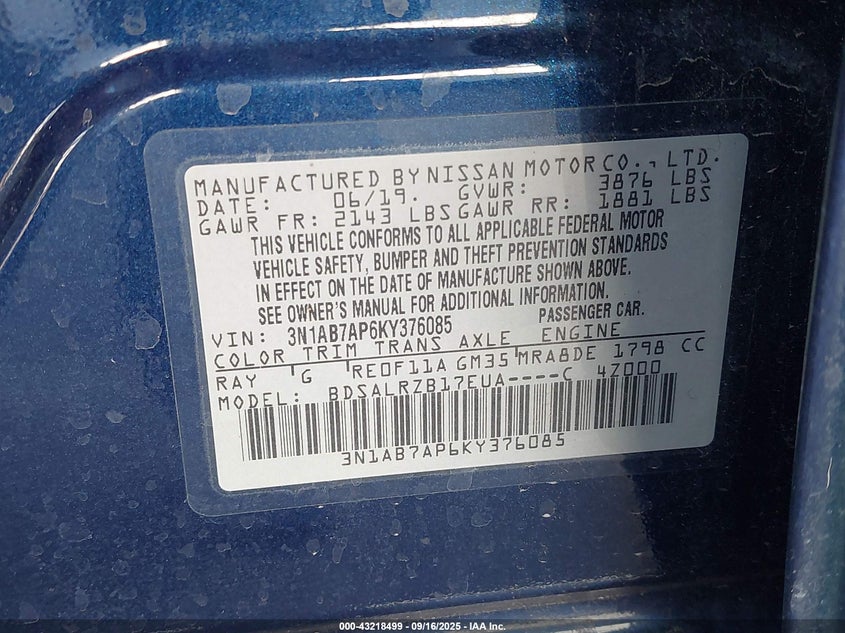 MANUFACTURED BY NISSAN MOTOR CO., LTD.
DATE: 06/19. GVWR: 3876 LBS
GAWR FR: 2143 LBS GAWR RR: 1881 LBS
THIS VEHICLE CONFORMS TO ALL APPLICABLE FEDERAL MOTOR
VEHICLE SAFETY, BUMPER AND THEFT PREVENTION STANDARDS
IN EFFECT ON THE DATE OF MANUFACTURE SHOWN ABOVE.
SEE OWNER'S MANUAL FOR ADDITIONAL INFORMATION.
VIN: 3N1AB7AP6KY376085 PASSENGER CAR.
COLOR TRIM TRANS AXLE ENGINE
RAY 'G 'RE0F11A GM35'MRA8DE 1798 CC
MODEL: BDSALRZB17EUA----C 4Z000
3N1AB7AP6KY376085
000-43218499 - 09/16/2025 - IAA Inc.